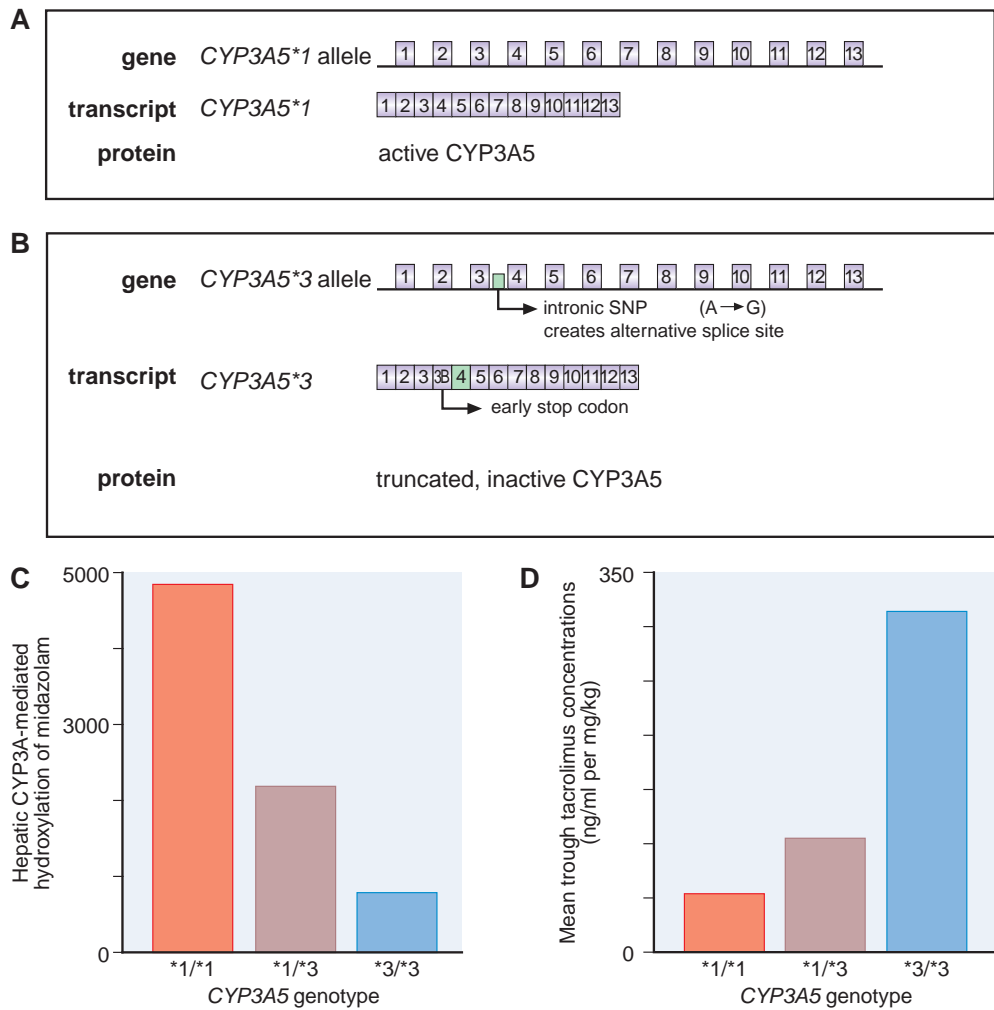 A
gene CYP3A5*1 allele 1 2 3 4 5 6 7 8 9 10 11 12 13
transcript CYP3A5*1 1 2 3 4 5 6 7 8 9 10 11 12 13
protein active CYP3A5
B
gene CYP3A5*3 allele 1 2 3 4 5 6 7 8 9 10 11 12 13
intronic SNP (A → G)
creates alternative splice site
transcript CYP3A5*3 1 2 3 3B 4 5 6 7 8 9 10 11 12 13
early stop codon
protein truncated, inactive CYP3A5
C
Hepatic CYP3A-mediated
hydroxylation of midazolam
5000
3000
0
*1/*1 *1/*3 *3/*3
CYP3A5 genotype
D
Mean trough tacrolimus concentrations
(ng/ml per mg/kg)
350
0
*1/*1 *1/*3 *3/*3
CYP3A5 genotype